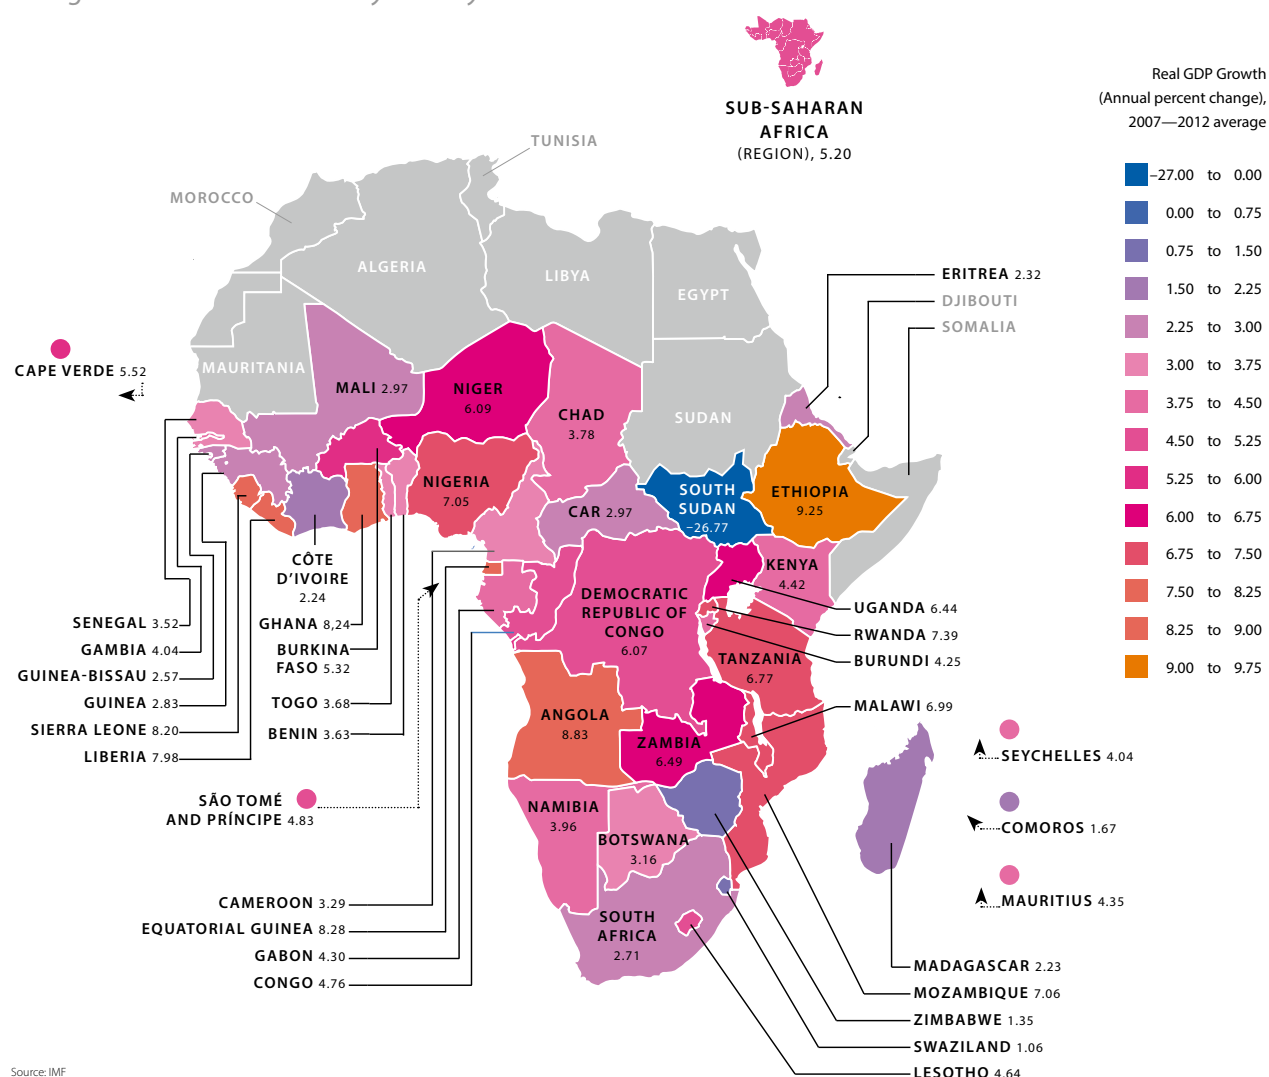 SUB-SAHARAN
AFRICA
(REGION), 5.20
Real GDP Growth
(Annual percent change),
2007—2012 average
–27.00 to 0.00
0.00 to 0.75
0.75 to 1.50
1.50 to 2.25
2.25 to 3.00
3.00 to 3.75
3.75 to 4.50
4.50 to 5.25
5.25 to 6.00
6.00 to 6.75
6.75 to 7.50
7.50 to 8.25
8.25 to 9.00
9.00 to 9.75
TUNISIA
MOROCCO
ALGERIA
LIBYA
EGYPT
MAURITANIA
SUDAN
ERITREA 2.32
DJIBOUTI
SOMALIA
CAPE VERDE 5.52
MALI 2.97
NIGER
6.09
CHAD
3.78
NIGERIA
7.05
CAR 2.97
SOUTH
SUDAN
–26.77
ETHIOPIA
9.25
CÔTE
D’IVOIRE
2.24
DEMOCRATIC
REPUBLIC OF
CONGO
6.07
KENYA
4.42
UGANDA 6.44
RWANDA 7.39
BURUNDI 4.25
TANZANIA
6.77
MALAWI 6.99
SENEGAL 3.52
GAMBIA 4.04
GUINEA-BISSAU 2.57
GUINEA 2.83
SIERRA LEONE 8.20
LIBERIA 7.98
GHANA 8,24
BURKINA
FASO 5.32
TOGO 3.68
BENIN 3.63
SÃO TOMÉ
AND PRÍNCIPE 4.83
ANGOLA
8.83
ZAMBIA
6.49
NAMIBIA
3.96
BOTSWANA
3.16
SOUTH
AFRICA
2.71
SEYCHELLES 4.04
COMOROS 1.67
MAURITIUS 4.35
CAMEROON 3.29
EQUATORIAL GUINEA 8.28
GABON 4.30
CONGO 4.76
MADAGASCAR 2.23
MOZAMBIQUE 7.06
ZIMBABWE 1.35
SWAZILAND 1.06
LESOTHO 4.64
Source: IMF